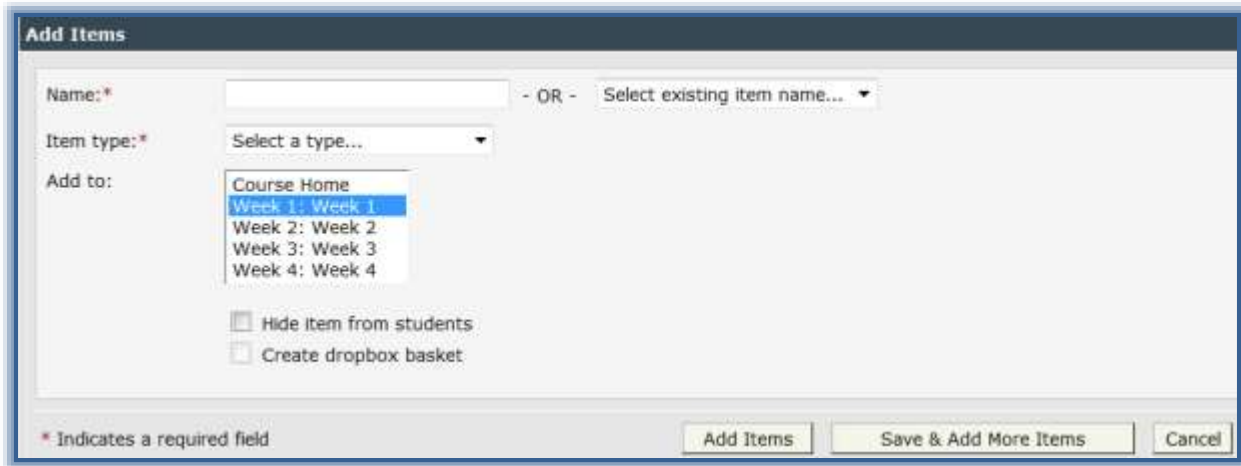 Add Items
Name:* - OR - Select existing item name...
Item type:* Select a type...
Add to:
Course Home
Week 1: Week 1
Week 2: Week 2
Week 3: Week 3
Week 4: Week 4
Hide item from students
Create dropbox basket
* Indicates a required field Add Items Save & Add More Items Cancel